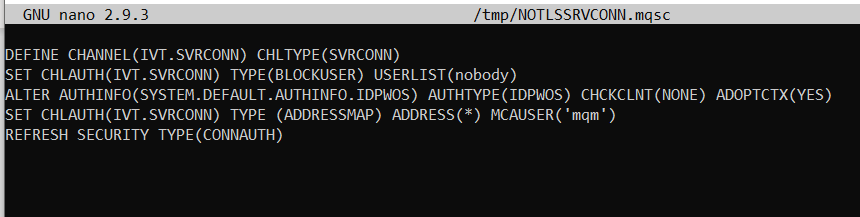 GNU nano 2.9.3 /tmp/NOTLSSRVCONN.mqsc
DEFINE CHANNEL(IVT.SVRCONN) CHLTYPE(SVRCONN)
SET CHLAUTH(IVT.SVRCONN) TYPE(BLOCKUSER) USERLIST(nobody)
ALTER AUTHINFO(SYSTEM.DEFAULT.AUTHINFO.IDPWOS) AUTHTYPE(IDPWOS) CHCKCLNT(NONE) ADOPTCTX(YES)
SET CHLAUTH(IVT.SVRCONN) TYPE (ADDRESSMAP) ADDRESS(*) MCAUSER('mqm')
REFRESH SECURITY TYPE(CONNAUTH)